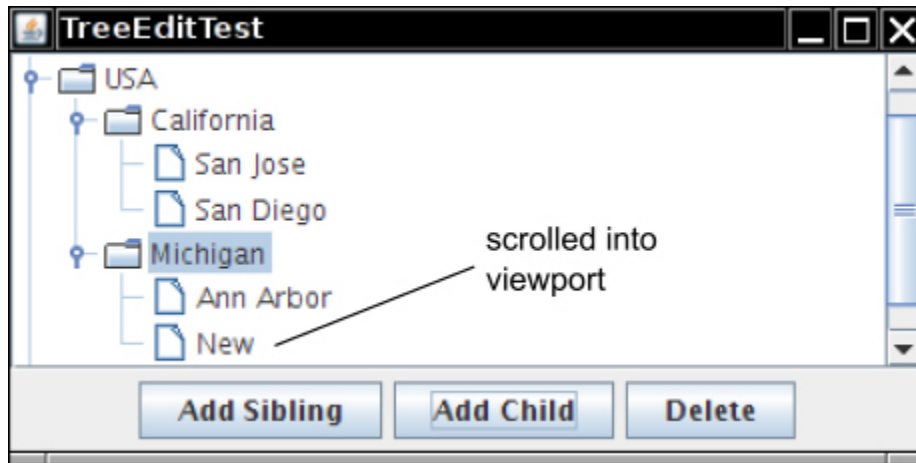 TreeEditTest
USA
California
San Jose
San Diego
Michigan
scrolled into
viewport
Ann Arbor
New
Add Sibling Add Child Delete